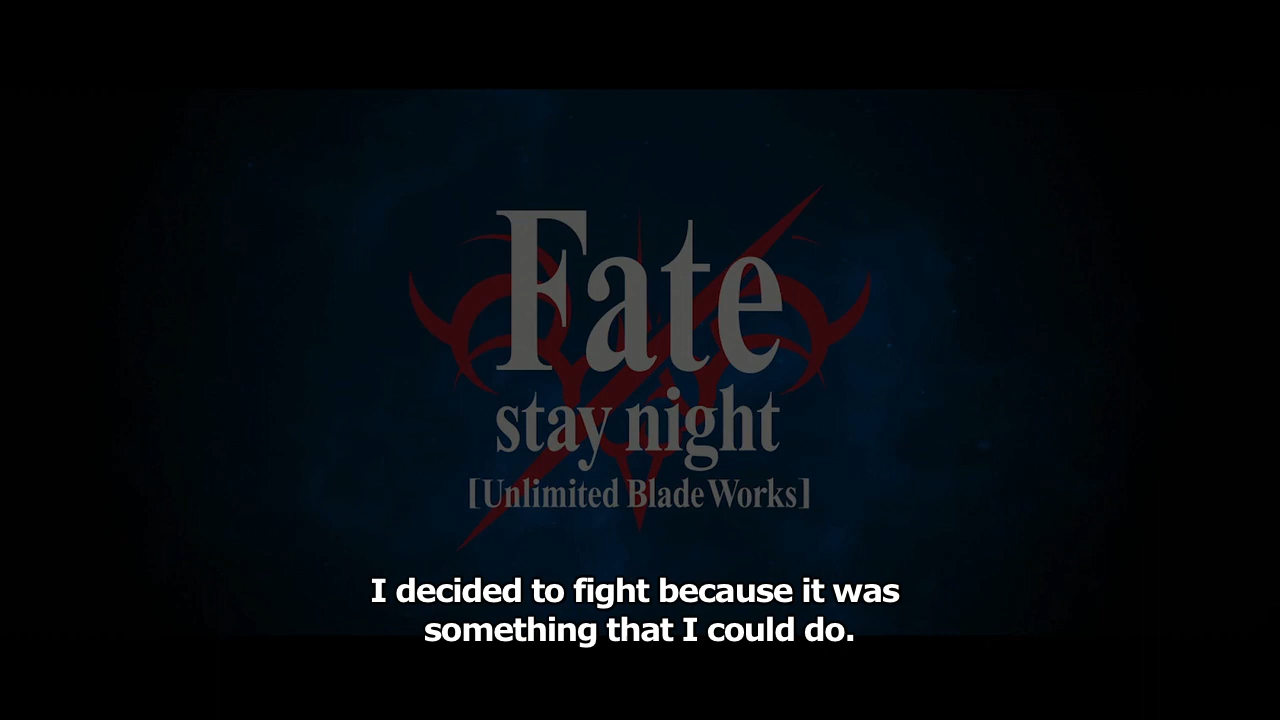 Fate
stay night
[Unlimited Blade Works]
I decided to fight because it was
something that I could do.